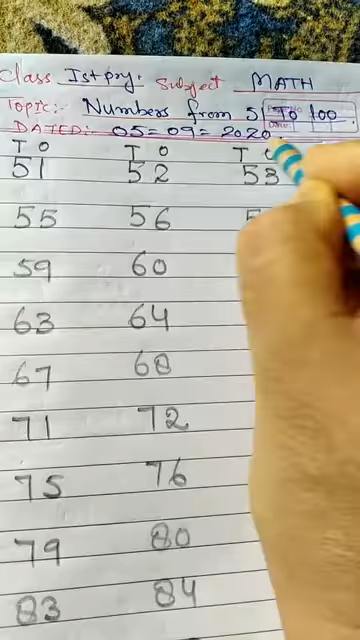 Class Ist pry: Subject MATH
Topic:- Numbers from 51 To 100.
DATED:- 05=09=2020.
T O T O T O
51 52 53
55 56 5
59 60
63 64
67 68
71 72
75 76
79 80
83 84